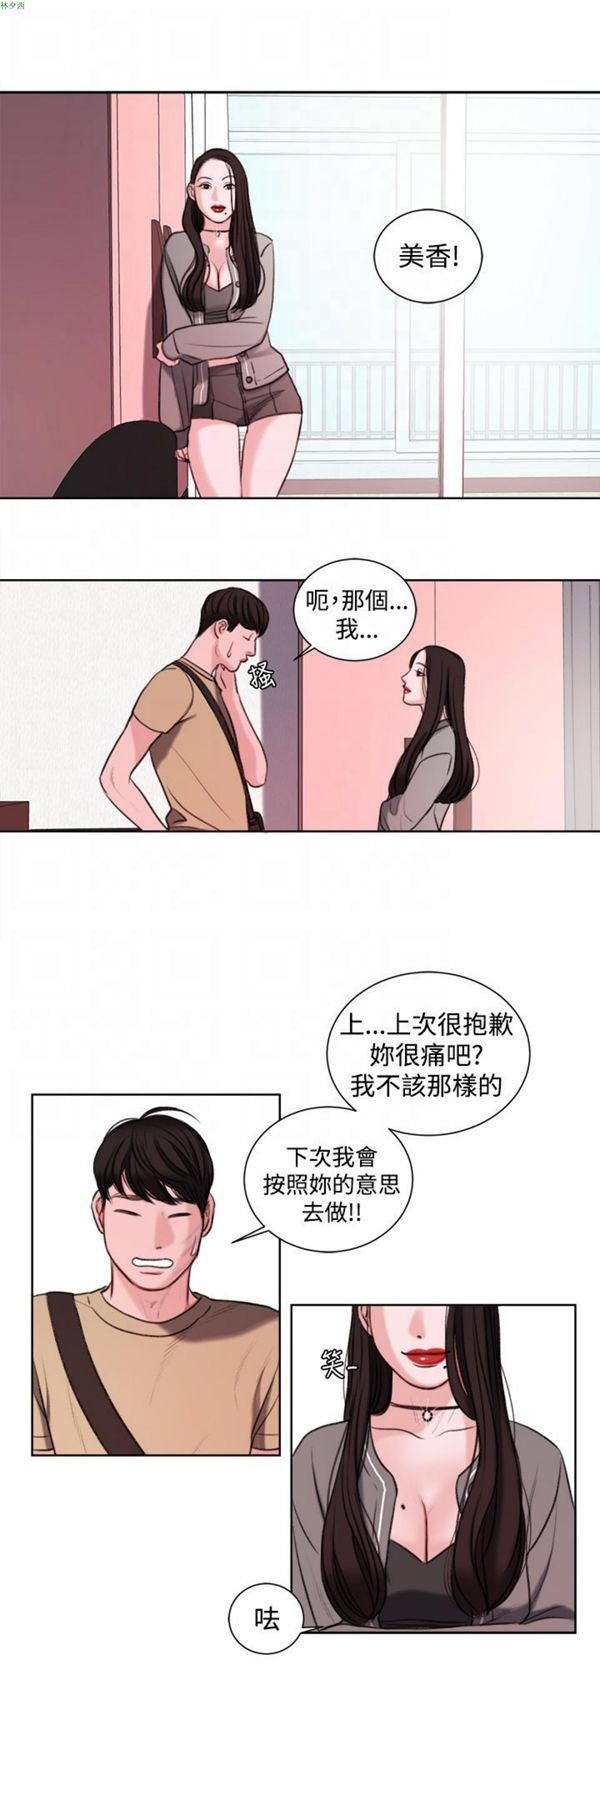 林夕西
美香!
呃,那個...
我...
搔
上...上次很抱歉
妳很痛吧?
我不該那樣的
下次我會
按照妳的意思
去做!!
笑-
呿